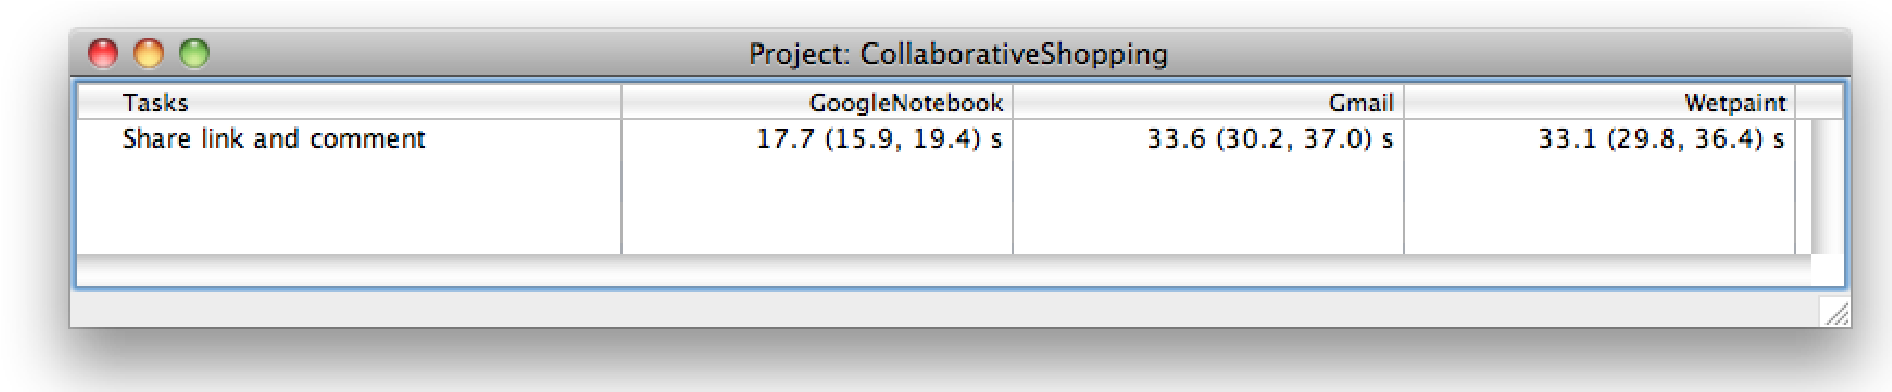 Project: CollaborativeShopping
Tasks GoogleNotebook Gmail Wetpaint
Share link and comment 17.7 (15.9, 19.4) s 33.6 (30.2, 37.0) s 33.1 (29.8, 36.4) s